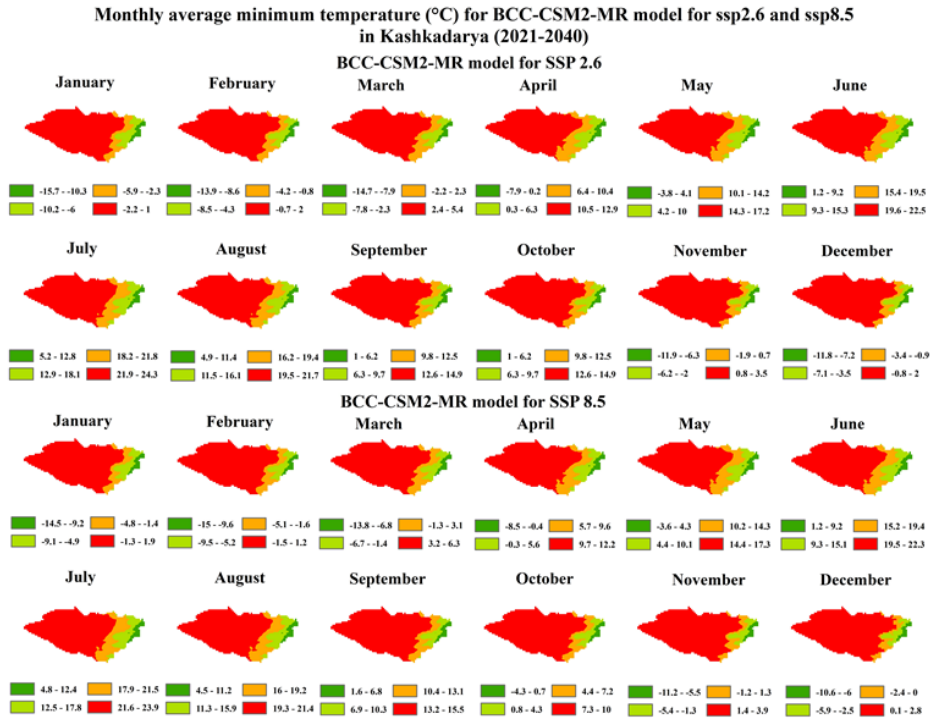 Monthly average minimum temperature (°C) for BCC-CSM2-MR model for ssp2.6 and ssp8.5
in Kashkadarya (2021-2040)
BCC-CSM2-MR model for SSP 2.6
January February March April May June
-15.7 - -10.3 -5.9 - -2.3 -13.9 - -8.6 -4.2 - -0.8 -14.7 - -7.9 -2.2 - 2.3 -7.9 - 0.2 6.4 - 10.4 -3.8 - 4.1 10.1 - 14.2 1.2 - 9.2 15.4 - 19.5
-10.2 - -6 -2.2 - 1 -8.5 - -4.3 -0.7 - 2 -7.8 - -2.3 2.4 - 5.4 0.3 - 6.3 10.5 - 12.9 4.2 - 10 14.3 - 17.2 9.3 - 15.3 19.6 - 22.5
July August September October November December
5.2 - 12.8 18.2 - 21.8 4.9 - 11.4 16.2 - 19.4 1 - 6.2 9.8 - 12.5 1 - 6.2 9.8 - 12.5 -11.9 - -6.3 -1.9 - 0.7 -11.8 - -7.2 -3.4 - -0.9
12.9 - 18.1 21.9 - 24.3 11.5 - 16.1 19.5 - 21.7 6.3 - 9.7 12.6 - 14.9 6.3 - 9.7 12.6 - 14.9 -6.2 - -2 0.8 - 3.5 -7.1 - -3.5 -0.8 - 2
BCC-CSM2-MR model for SSP 8.5
January February March April May June
-14.5 - -9.2 -4.8 - -1.4 -15 - -9.6 -5.1 - -1.6 -13.8 - -6.8 -1.3 - 3.1 -8.5 - -0.4 5.7 - 9.6 -3.6 - 4.3 10.2 - 14.3 1.2 - 9.2 15.2 - 19.4
-9.1 - -4.9 -1.3 - 1.9 -9.5 - -5.2 -1.5 - 1.2 -6.7 - -1.4 3.2 - 6.3 -0.3 - 5.6 9.7 - 12.2 4.4 - 10.1 14.4 - 17.3 9.3 - 15.1 19.5 - 22.3
July August September October November December
4.8 - 12.4 17.9 - 21.5 4.5 - 11.2 16 - 19.2 1.6 - 6.8 10.4 - 13.1 -4.3 - 0.7 4.4 - 7.2 -11.2 - -5.5 -1.2 - 1.3 -10.6 - -6 -2.4 - 0
12.5 - 17.8 21.6 - 23.9 11.3 - 15.9 19.3 - 21.4 6.9 - 10.3 13.2 - 15.5 0.8 - 4.3 7.3 - 10 -5.4 - -1.3 1.4 - 3.9 -5.9 - -2.5 0.1 - 2.8